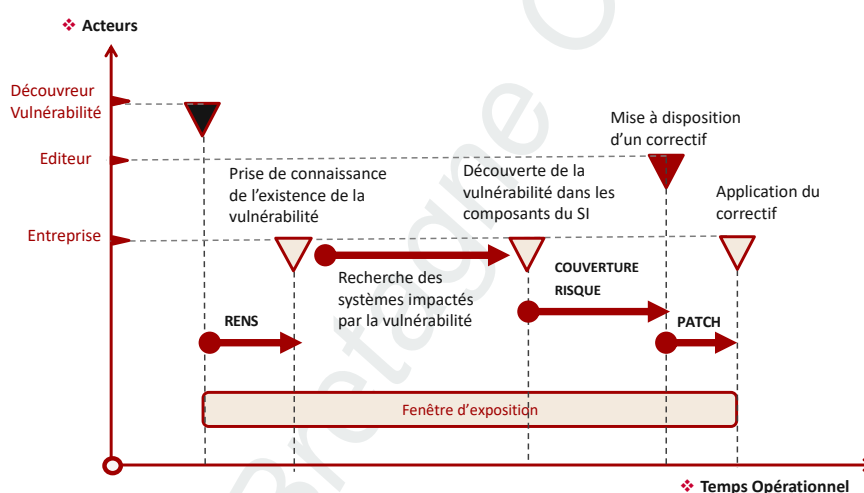 ❖ Acteurs
Découvreur
Vulnérabilité
Editeur
Entreprise
Prise de connaissance
de l'existence de la
vulnérabilité
Découverte de la
vulnérabilité dans les
composants du SI
Mise à disposition
d'un correctif
Application du
correctif
Recherche des
systèmes impactés
par la vulnérabilité
COUVERTURE
RISQUE
RENS
PATCH
Fenêtre d'exposition
❖ Temps Opérationnel
Bretagne